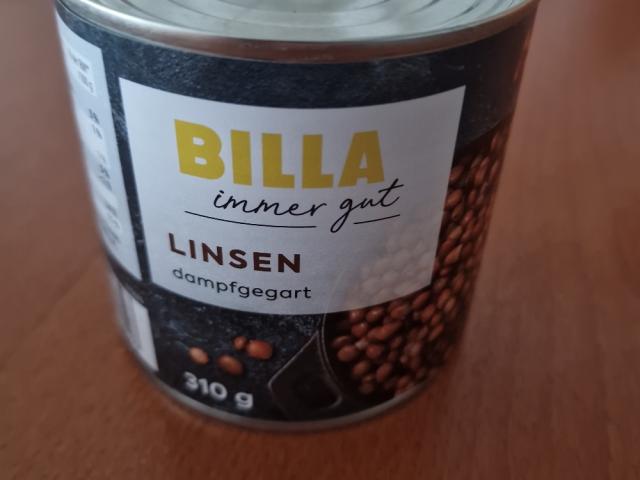 BILLA
immer gut
LINSEN
dampfgegart
310 g